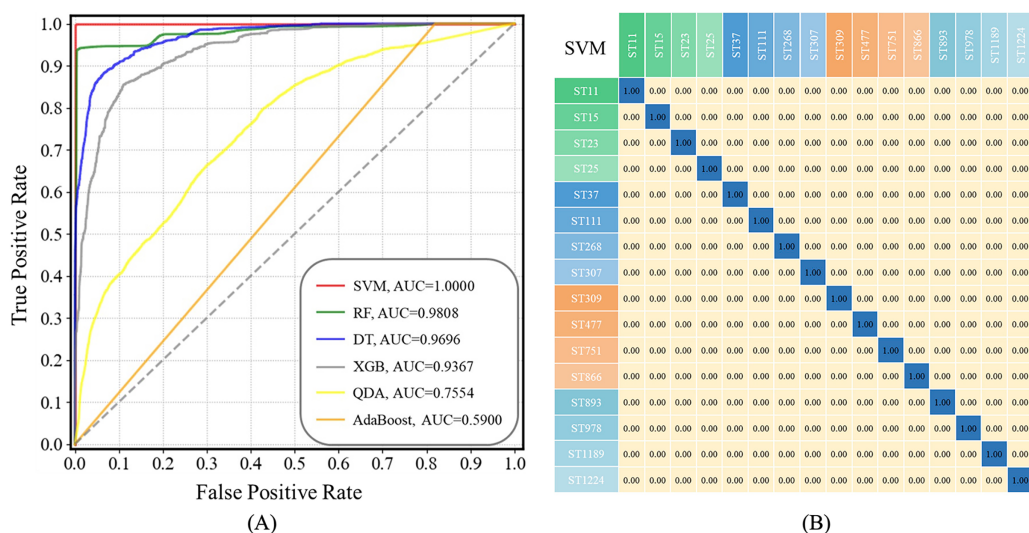 1.0
0.9
0.8
0.7
0.6
0.5
0.4
0.3
0.2
0.1
0.0
True Positive Rate
SVM, AUC=1.0000
RF, AUC=0.9808
DT, AUC=0.9696
XGB, AUC=0.9367
QDA, AUC=0.7554
AdaBoost, AUC=0.5900
0.0 0.1 0.2 0.3 0.4 0.5 0.6 0.7 0.8 0.9 1.0
False Positive Rate
(A)
SVM ST11 ST15 ST23 ST25 ST37 ST111 ST268 ST307 ST309 ST477 ST751 ST866 ST893 ST978 ST1189 ST1224
ST11 1.00 0.00 0.00 0.00 0.00 0.00 0.00 0.00 0.00 0.00 0.00 0.00 0.00 0.00 0.00 0.00
ST15 0.00 1.00 0.00 0.00 0.00 0.00 0.00 0.00 0.00 0.00 0.00 0.00 0.00 0.00 0.00 0.00
ST23 0.00 0.00 1.00 0.00 0.00 0.00 0.00 0.00 0.00 0.00 0.00 0.00 0.00 0.00 0.00 0.00
ST25 0.00 0.00 0.00 1.00 0.00 0.00 0.00 0.00 0.00 0.00 0.00 0.00 0.00 0.00 0.00 0.00
ST37 0.00 0.00 0.00 0.00 1.00 0.00 0.00 0.00 0.00 0.00 0.00 0.00 0.00 0.00 0.00 0.00
ST111 0.00 0.00 0.00 0.00 0.00 1.00 0.00 0.00 0.00 0.00 0.00 0.00 0.00 0.00 0.00 0.00
ST268 0.00 0.00 0.00 0.00 0.00 0.00 1.00 0.00 0.00 0.00 0.00 0.00 0.00 0.00 0.00 0.00
ST307 0.00 0.00 0.00 0.00 0.00 0.00 0.00 1.00 0.00 0.00 0.00 0.00 0.00 0.00 0.00 0.00
ST309 0.00 0.00 0.00 0.00 0.00 0.00 0.00 0.00 1.00 0.00 0.00 0.00 0.00 0.00 0.00 0.00
ST477 0.00 0.00 0.00 0.00 0.00 0.00 0.00 0.00 0.00 1.00 0.00 0.00 0.00 0.00 0.00 0.00
ST751 0.00 0.00 0.00 0.00 0.00 0.00 0.00 0.00 0.00 0.00 1.00 0.00 0.00 0.00 0.00 0.00
ST866 0.00 0.00 0.00 0.00 0.00 0.00 0.00 0.00 0.00 0.00 0.00 1.00 0.00 0.00 0.00 0.00
ST893 0.00 0.00 0.00 0.00 0.00 0.00 0.00 0.00 0.00 0.00 0.00 0.00 1.00 0.00 0.00 0.00
ST978 0.00 0.00 0.00 0.00 0.00 0.00 0.00 0.00 0.00 0.00 0.00 0.00 0.00 1.00 0.00 0.00
ST1189 0.00 0.00 0.00 0.00 0.00 0.00 0.00 0.00 0.00 0.00 0.00 0.00 0.00 0.00 1.00 0.00
ST1224 0.00 0.00 0.00 0.00 0.00 0.00 0.00 0.00 0.00 0.00 0.00 0.00 0.00 0.00 0.00 1.00
(B)